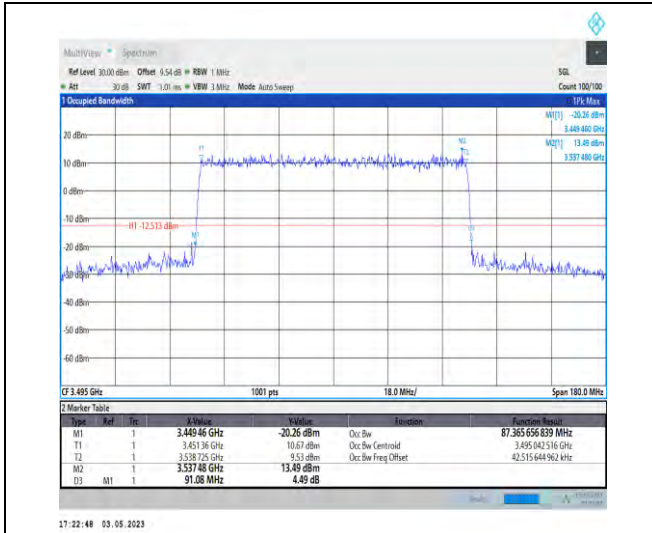 MultiView Spectrum
Ref Level 30.00 dBm Offset 9.54 dB RBW 1 MHz SGL
Att 30 dB SWT 1.01 ms VBW 3 MHz Mode Auto Sweep Count 100/100
1 Occupied Bandwidth 1Pk Max
M1[1] -20.26 dBm
3.449 460 GHz
20 dBm
M2[1] 13.49 dBm
3.537 480 GHz
M2
T1
10 dBm
0 dBm
-10 dBm
H1 -12.513 dBm
M1
-20 dBm
-30 dBm
-40 dBm
-50 dBm
-60 dBm
CF 3.495 GHz 1001 pts 18.0 MHz/ Span 180.0 MHz
2 Marker Table
Type Ref Trc X-Value Y-Value Function Function Result
M1 1 3.449 46 GHz -20.26 dBm Occ Bw 87.365 656 839 MHz
T1 1 3.451 36 GHz 10.67 dBm Occ Bw Centroid 3.495 042 516 GHz
T2 1 3.538 725 GHz 9.53 dBm Occ Bw Freq Offset 42.515 644 962 kHz
M2 1 3.537 48 GHz 13.49 dBm
D3 M1 1 91.08 MHz 4.49 dB
17:22:48 03.05.2023